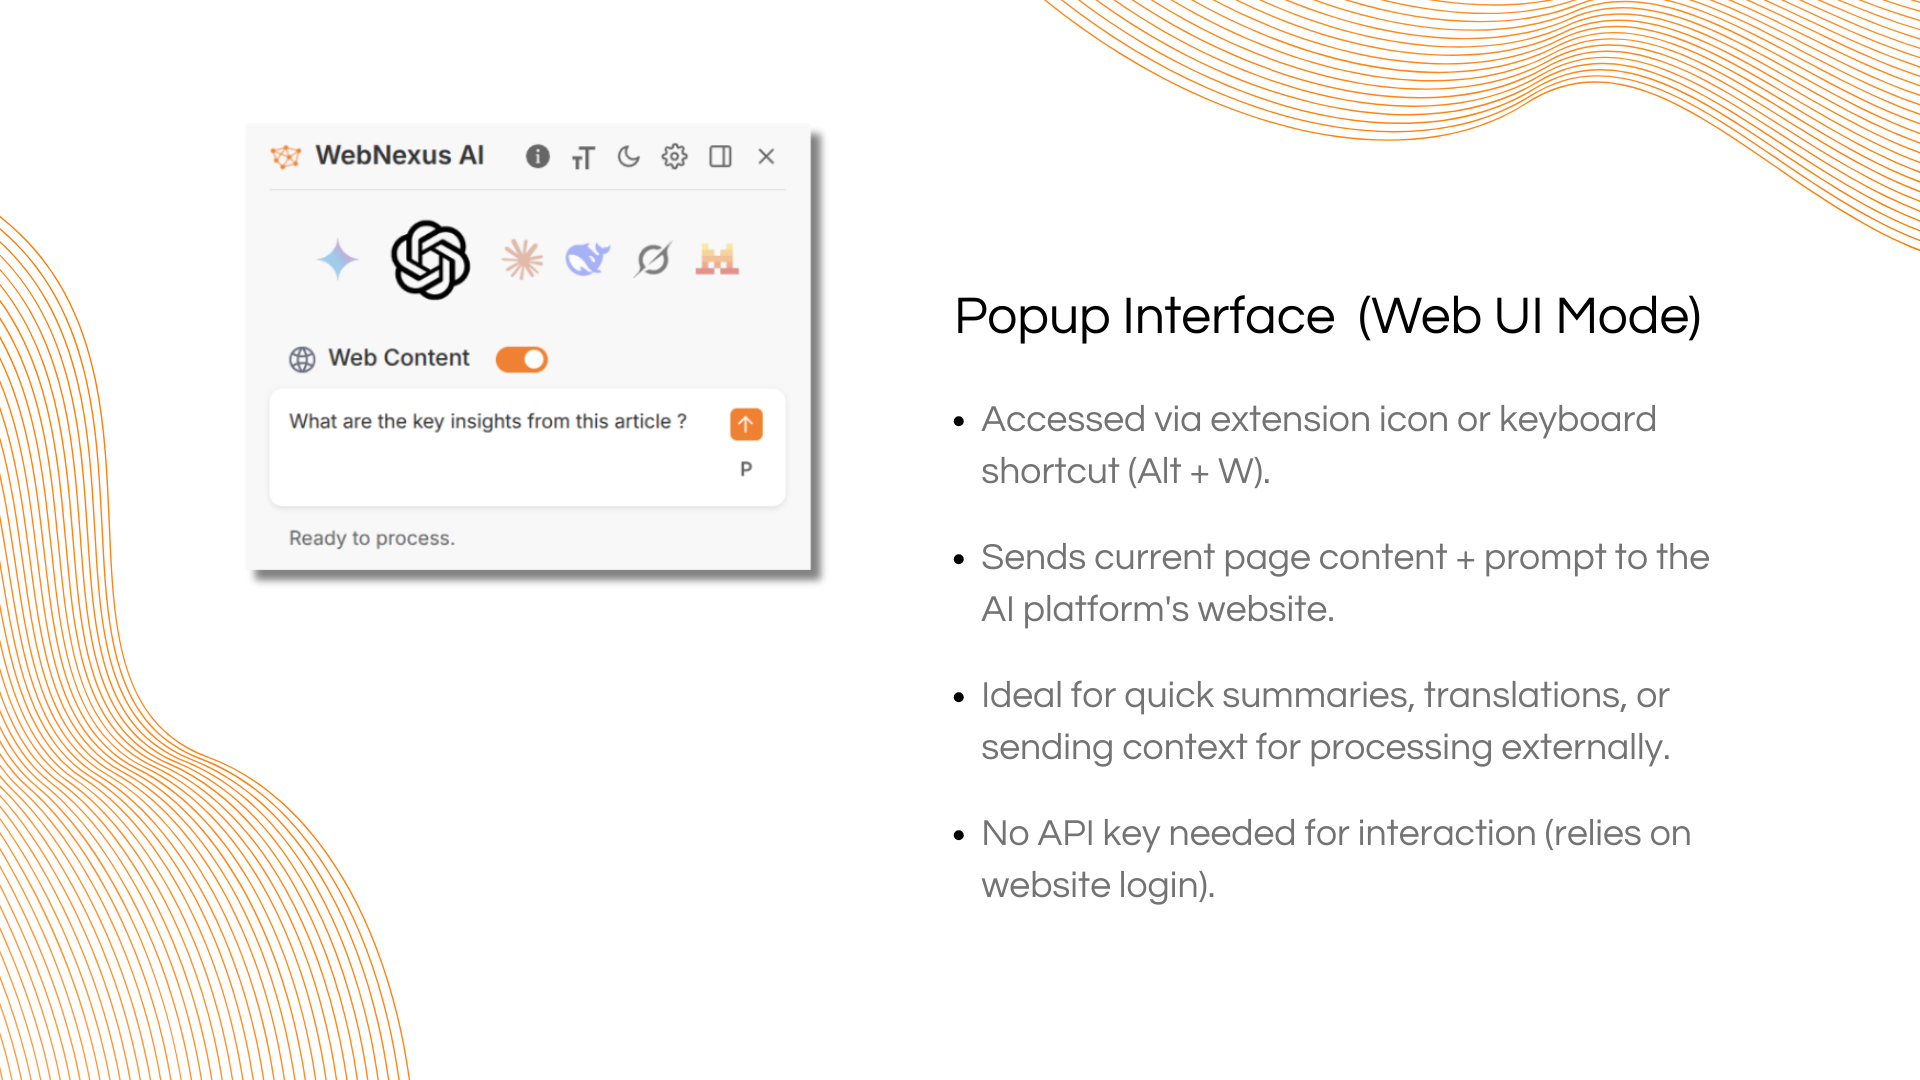 WebNexus AI
Web Content
What are the key insights from this article ?
P
Ready to process.
Popup Interface (Web UI Mode)
• Accessed via extension icon or keyboard
shortcut (Alt + W).
• Sends current page content + prompt to the
AI platform's website.
• Ideal for quick summaries, translations, or
sending context for processing externally.
• No API key needed for interaction (relies on
website login).